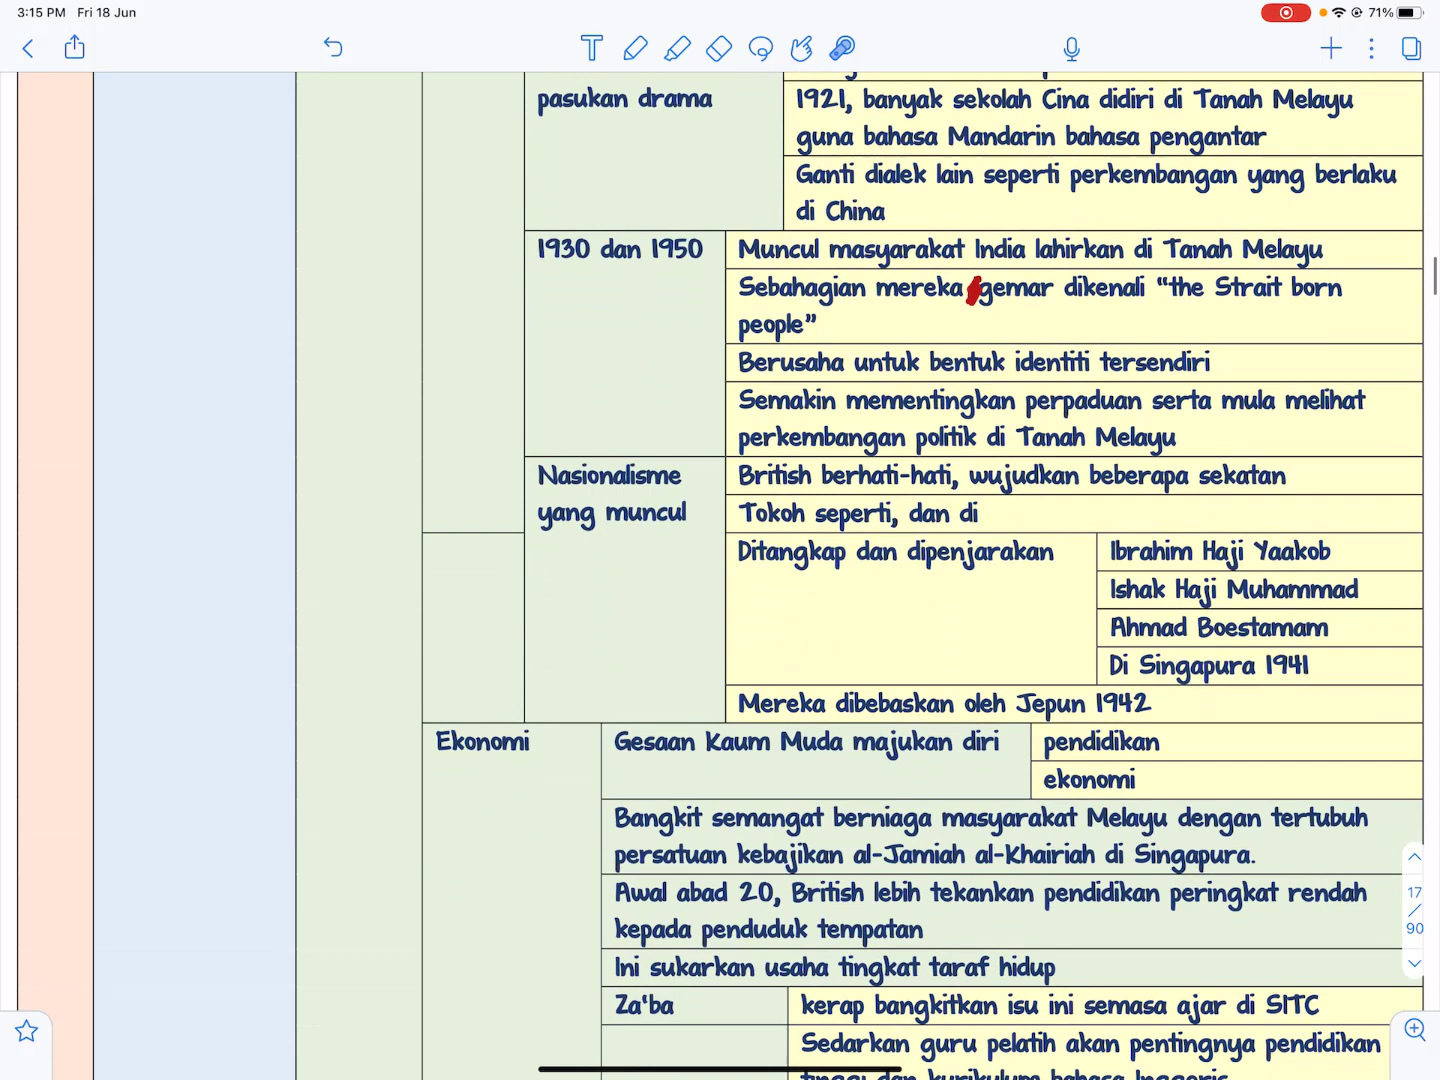 3:15 PM Fri 18 Jun
71%
pasukan drama
1921, banyak sekolah Cina didiri di Tanah Melayu
guna bahasa Mandarin bahasa pengantar
Ganti dialek lain seperti perkembangan yang berlaku
di China
1930 dan 1950
Muncul masyarakat India lahirkan di Tanah Melayu
Sebahagian mereka gemar dikenali “the Strait born
people”
Berusaha untuk bentuk identiti tersendiri
Semakin mementingkan perpaduan serta mula melihat
perkembangan politik di Tanah Melayu
Nasionalisme
yang muncul
British berhati-hati, wujudkan beberapa sekatan
Tokoh seperti, dan di
Ditangkap dan dipenjarakan
Ibrahim Haji Yaakob
Ishak Haji Muhammad
Ahmad Boestamam
Di Singapura 1941
Mereka dibebaskan oleh Jepun 1942
Ekonomi
Gesaan Kaum Muda majukan diri
pendidikan
ekonomi
Bangkit semangat berniaga masyarakat Melayu dengan tertubuh
persatuan kebajikan al-Jamiah al-Khairiah di Singapura.
Awal abad 20, British lebih tekankan pendidikan peringkat rendah
kepada penduduk tempatan
Ini sukarkan usaha tingkat taraf hidup
Za'ba
kerap bangkitkan isu ini semasa ajar di SITC
Sedarkan guru pelatih akan pentingnya pendidikan
tinggi dan kurikulum bahasa Inggeris
17
/
90